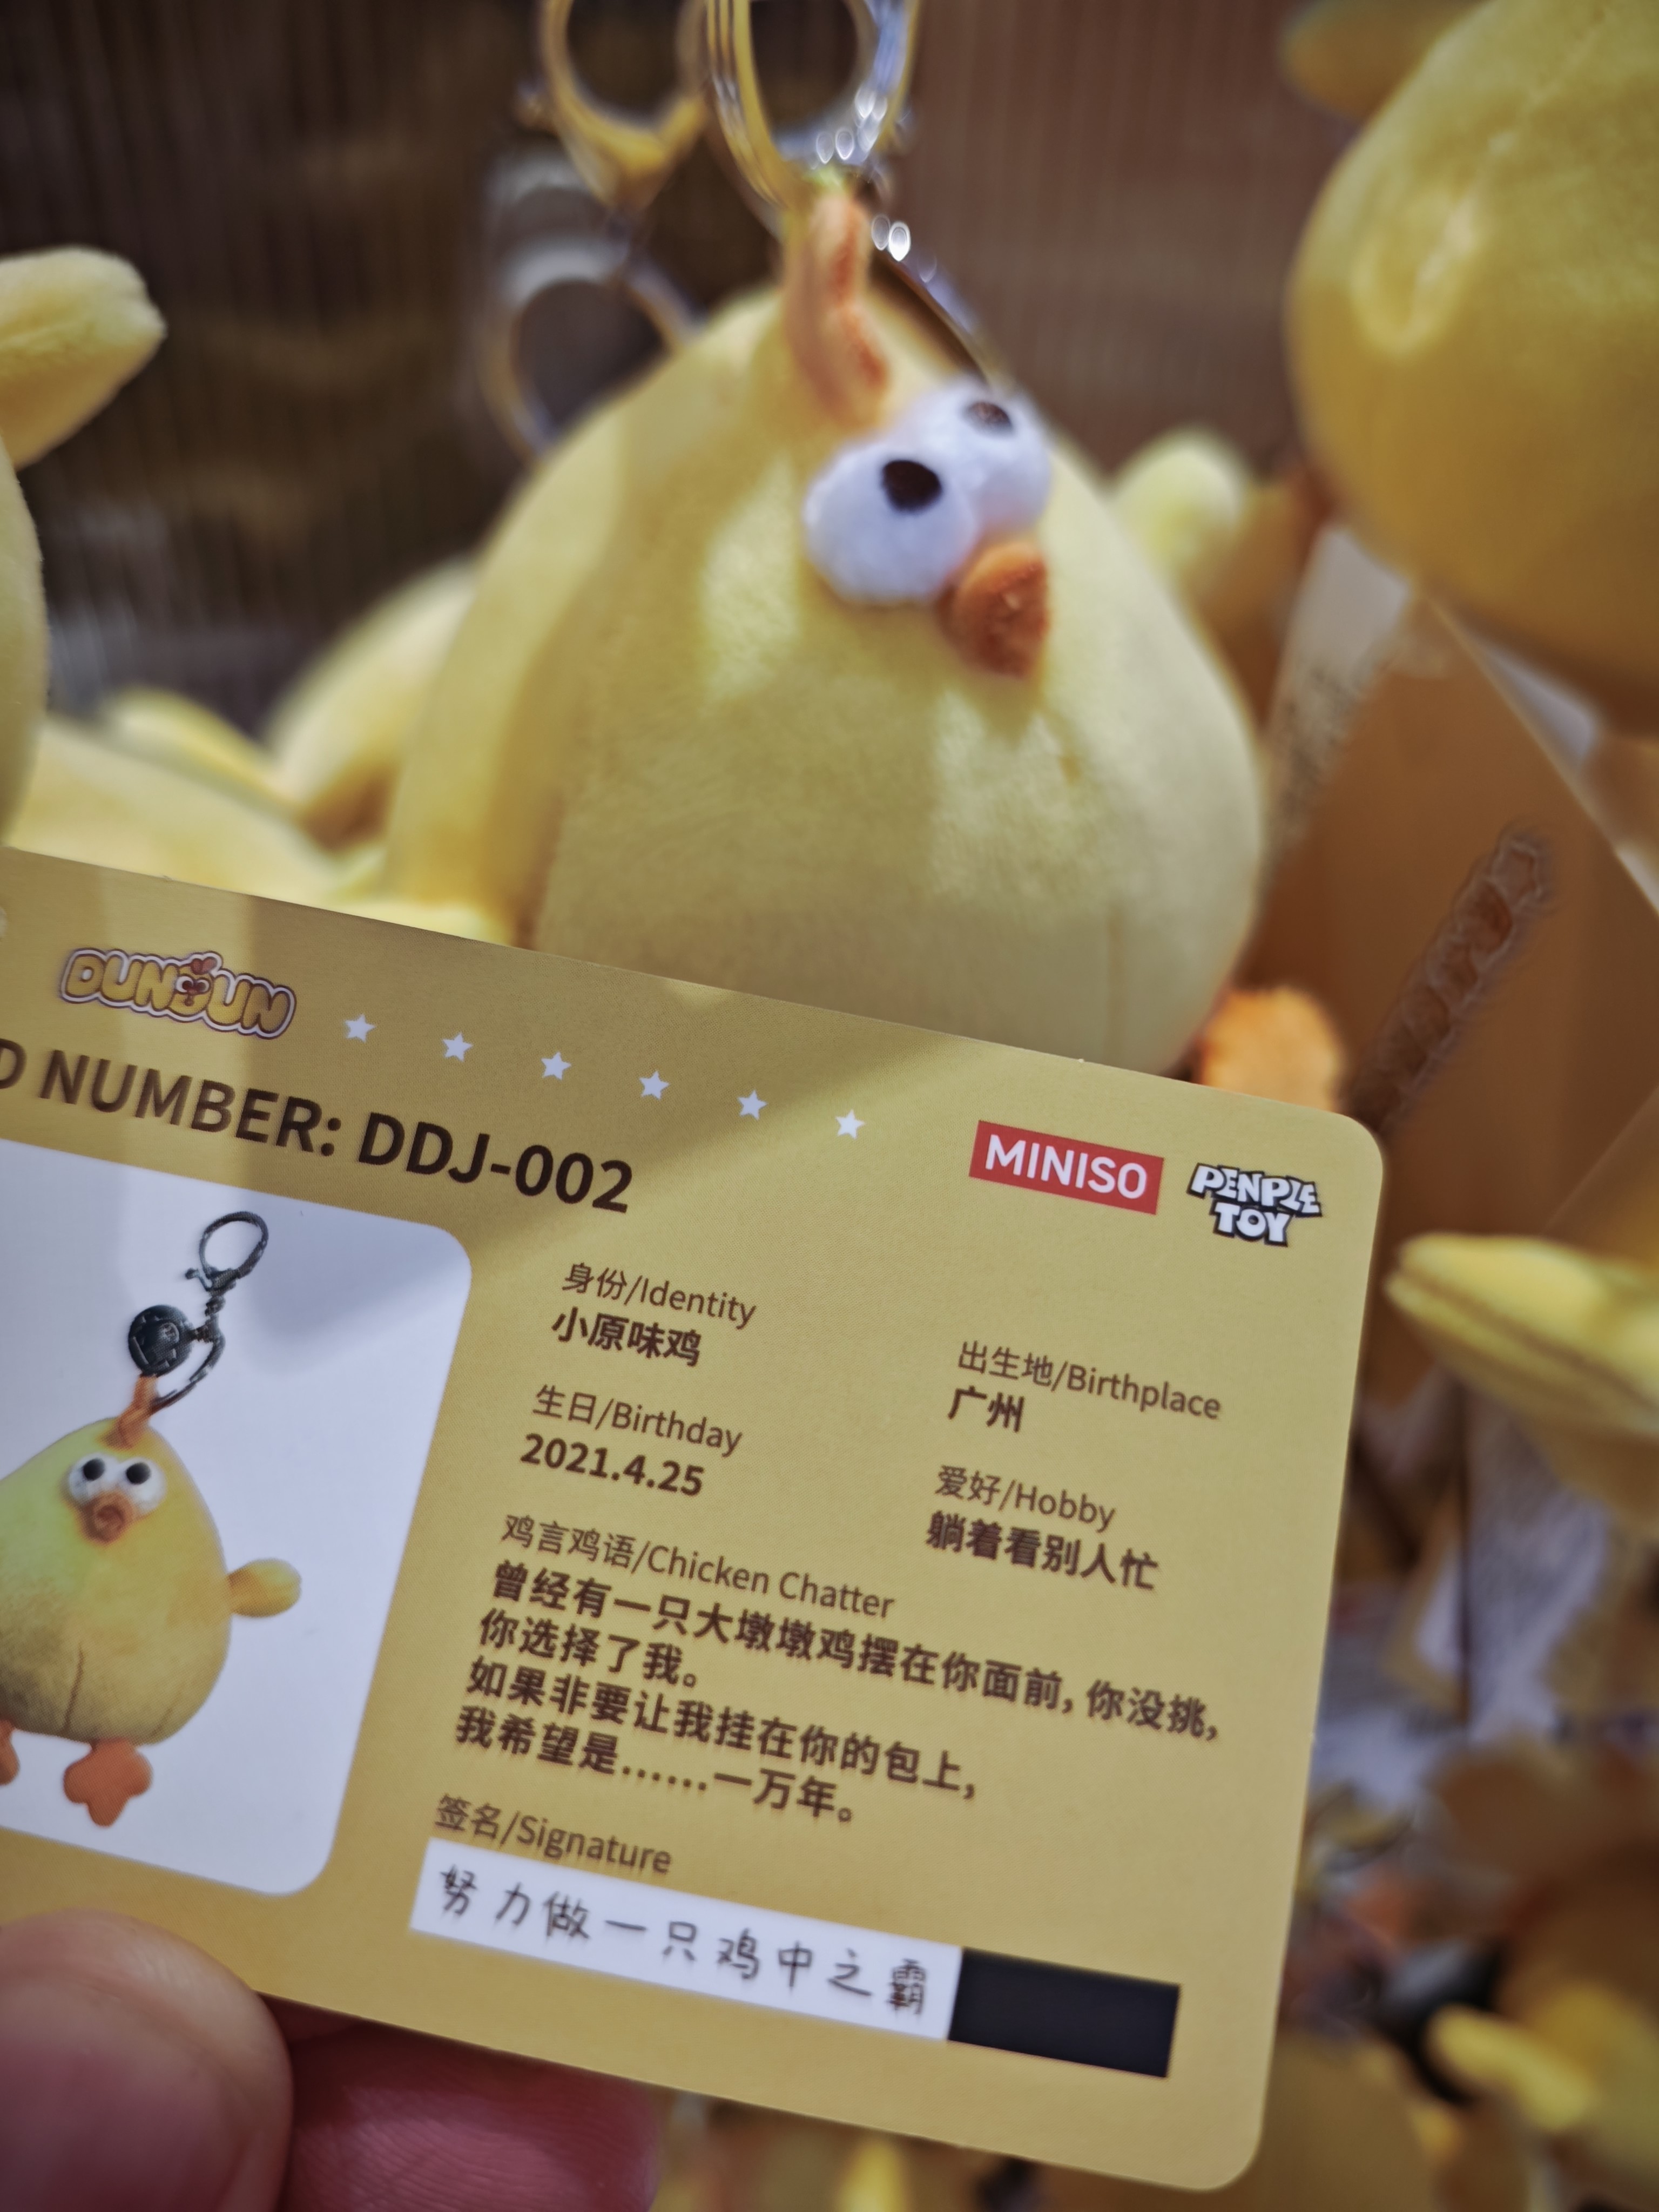 DUNDUN
D NUMBER: DDJ-002
MINISO
PENPLE
TOY
身份/Identity
小原味鸡
出生地/Birthplace
广州
生日/Birthday
2021.4.25
爱好/Hobby
躺着看别人忙
鸡言鸡语/Chicken Chatter
曾经有一只大墩墩鸡摆在你面前，你没挑，
你选择了我。
如果非要让我挂在你的包上，
我希望是……一万年。
签名/Signature
努力做一只鸡中之霸